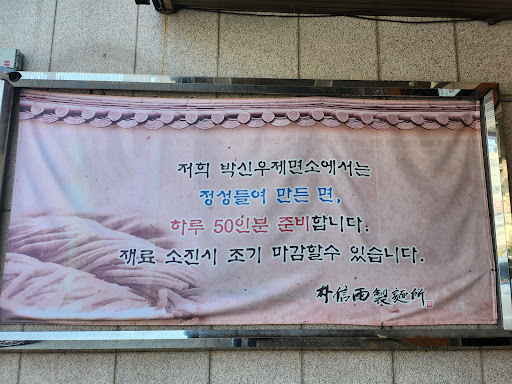 저희 박신우제면소에서는
정성들여 만든 면,
하루 50인분 준비합니다.
재료 소진시 조기 마감할수 있습니다.
朴信雨製麵所